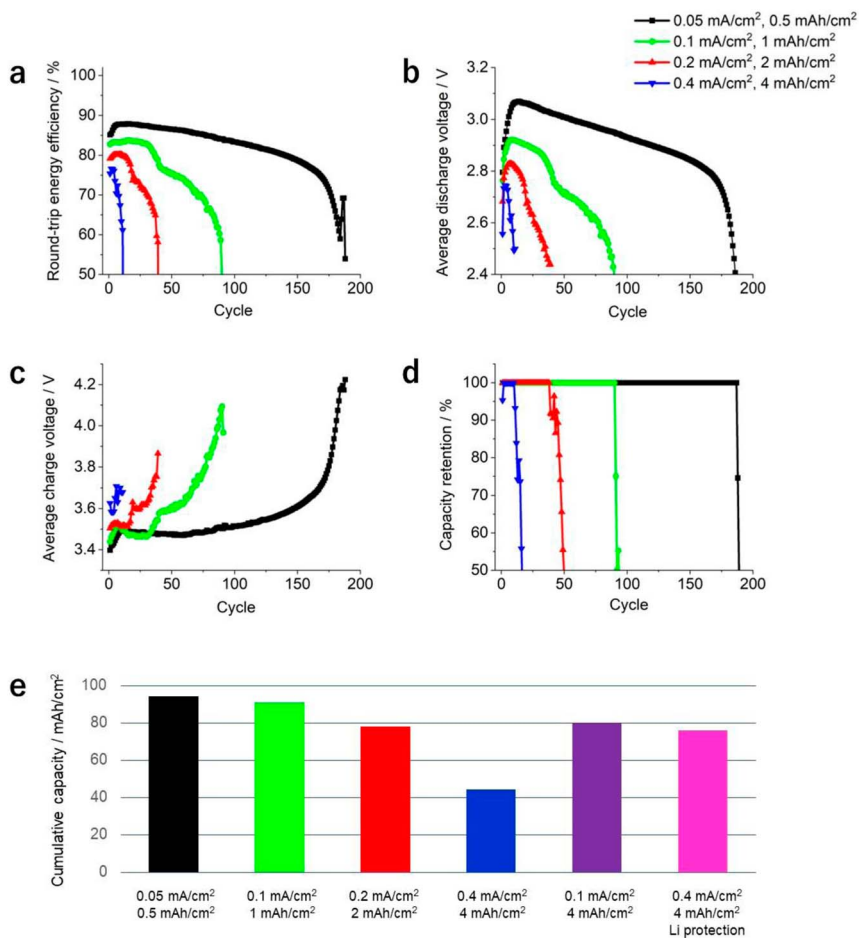 0.05 mA/cm², 0.5 mAh/cm²
0.1 mA/cm², 1 mAh/cm²
0.2 mA/cm², 2 mAh/cm²
0.4 mA/cm², 4 mAh/cm²
a
Round-trip energy efficiency / %
100
95
90
85
80
75
70
65
60
55
50
0 50 100 150 200
Cycle
b
Average discharge voltage / V
3.2
3.0
2.8
2.6
2.4
0 50 100 150 200
Cycle
c
Average charge voltage / V
4.2
4.0
3.8
3.6
3.4
0 50 100 150 200
Cycle
d
Capacity retention / %
100
90
80
70
60
50
0 50 100 150 200
Cycle
e
Cumulative capacity / mAh/cm²
100
80
60
40
20
0
0.05 mA/cm² 0.1 mA/cm² 0.2 mA/cm² 0.4 mA/cm² 0.1 mA/cm² 0.4 mA/cm²
0.5 mAh/cm² 1 mAh/cm² 2 mAh/cm² 4 mAh/cm² 4 mAh/cm² 4 mAh/cm²
Li protection